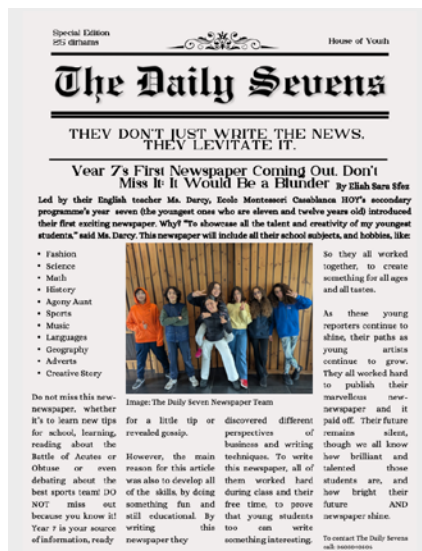 Special Edition
25 dirhams
House of Youth
The Daily Sevens
THEY DON'T JUST WRITE THE NEWS.
THEY LEVITATE IT.
Year 7's First Newspaper Coming Out. Don't
Miss It: It Would Be a Blunder By Eliah Sara Sfez
Led by their English teacher Ms. Darcy, Ecole Montessori Casablanca HOY's secondary
programme's year seven (the youngest ones who are eleven and twelve years old) introduced
their first exciting newspaper. Why? "To showcase all the talent and creativity of my youngest
students," said Ms. Darcy. This newspaper will include all their school subjects, and hobbies, like:
• Fashion
• Science
• Math
• History
• Agony Aunt
• Sports
• Music
• Languages
• Geography
• Adverts
• Creative Story
Do not miss this new-
newspaper, whether
it's to learn new tips
for school, learning,
reading about the
Battle of Acutes or
Obtuse or even
debating about the
best sports team! DO
NOT miss out
because you know it!
Year 7 is your source
of information, ready
Image: The Daily Seven Newspaper Team
for a little tip or
revealed gossip.
However, the main
reason for this article
was also to develop all
of the skills, by doing
something fun and
still educational. By
writing this
newspaper they
discovered different
perspectives of
business and writing
techniques. To write
this newspaper, all of
them worked hard
during class and their
free time, to prove
that young students
too can write
something interesting.
So they all worked
together, to create
something for all ages
and all tastes.
As these young
reporters continue to
shine, their paths as
young artists
continue to grow.
They all worked hard
to publish their
marvellous new-
newspaper and it
paid off. Their future
remains silent,
though we all know
how brilliant and
talented those
students are, and
how bright their
future AND
newspaper shine.
To contact The Daily Sevens